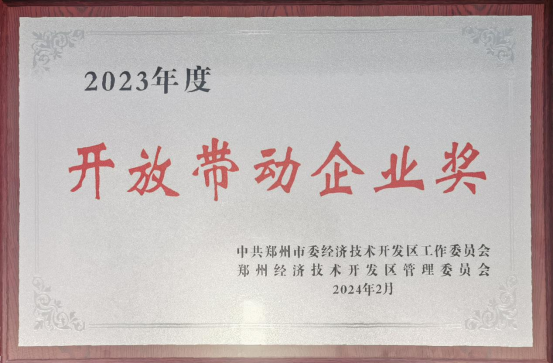 2023年度
开放带动企业奖
中共郑州市委经济技术开发区工作委员会
郑州经济技术开发区管理委员会
2024年2月